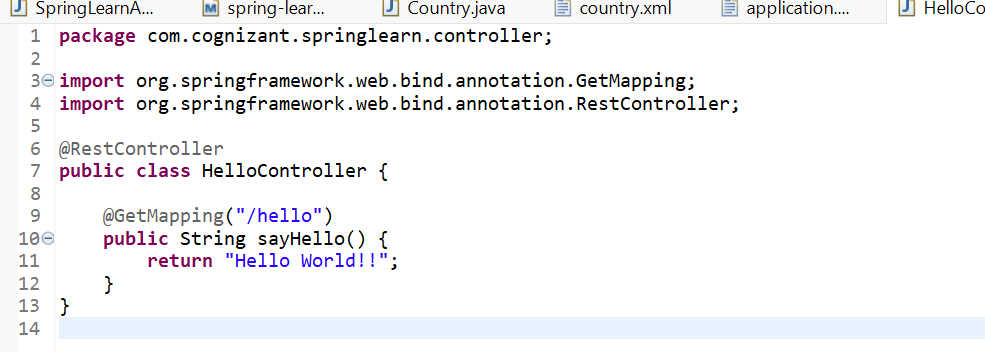 SpringLearnA... spring-lear... Country.java country.xml application.... HelloCo
1 package com.cognizant.springlearn.controller;
2
3 import org.springframework.web.bind.annotation.GetMapping;
4 import org.springframework.web.bind.annotation.RestController;
5
6 @RestController
7 public class HelloController {
8
9     @GetMapping("/hello")
10     public String sayHello() {
11         return "Hello World!!";
12     }
13 }
14